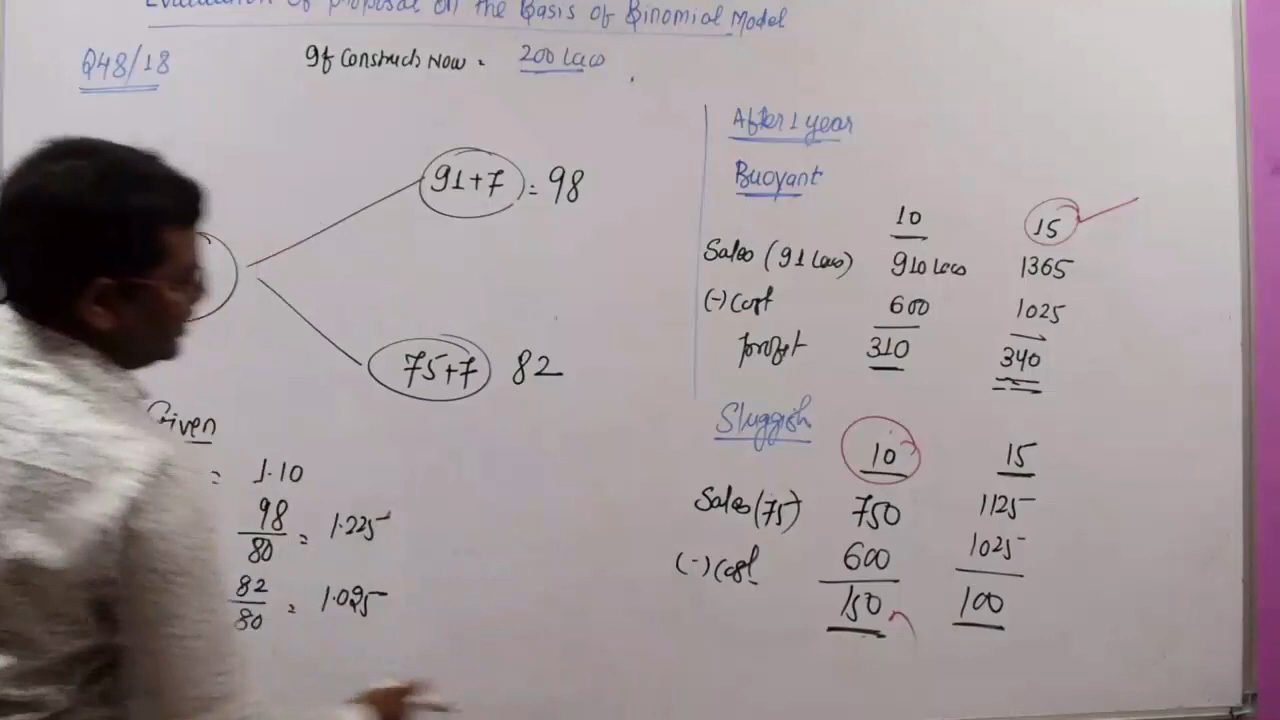 Evaluation of proposal on the Basis of Binomial Model
Q48/18
If Construct Now = 200 Lacs
91+7 = 98
75+7 82
Given
= 1.10
98/80 = 1.225
82/80 = 1.025
After 1 year
Buoyant
10 15
Sales (91 Lacs) 910 Lacs 1365
(-) Cost 600 1025
profit 310 340
Sluggish
10 15
Sales (75) 750 1125
(-) Cost 600 1025
150 100